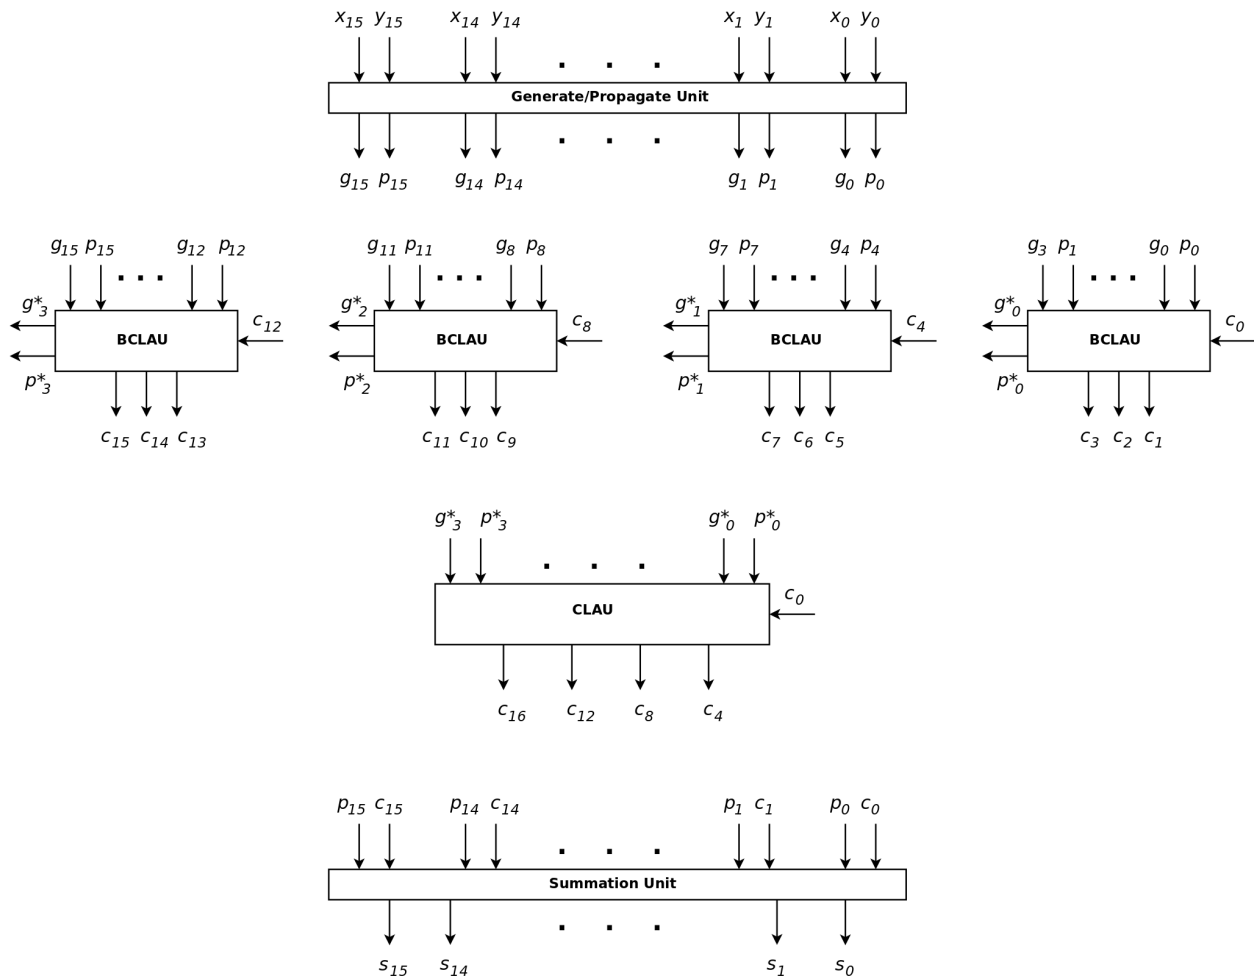 x15 y15 x14 y14 x1 y1 x0 y0
Generate/Propagate Unit
g15 p15 g14 p14 g1 p1 g0 p0
g15 p15 g12 p12 g11 p11 g8 p8 g7 p7 g4 p4 g3 p1 g0 p0
g*3 c12 g*2 c8 g*1 c4 g*0 c0
BCLAU BCLAU BCLAU BCLAU
p*3 p*2 p*1 p*0
c15 c14 c13 c11 c10 c9 c7 c6 c5 c3 c2 c1
g*3 p*3 g*0 p*0
c0
CLAU
c16 c12 c8 c4
p15 c15 p14 c14 p1 c1 p0 c0
Summation Unit
s15 s14 s1 s0